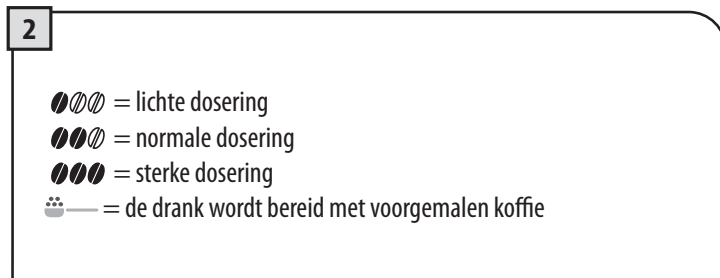 2
= lichte dosering
= normale dosering
= sterke dosering
= de drank wordt bereid met voorgemalen koffie